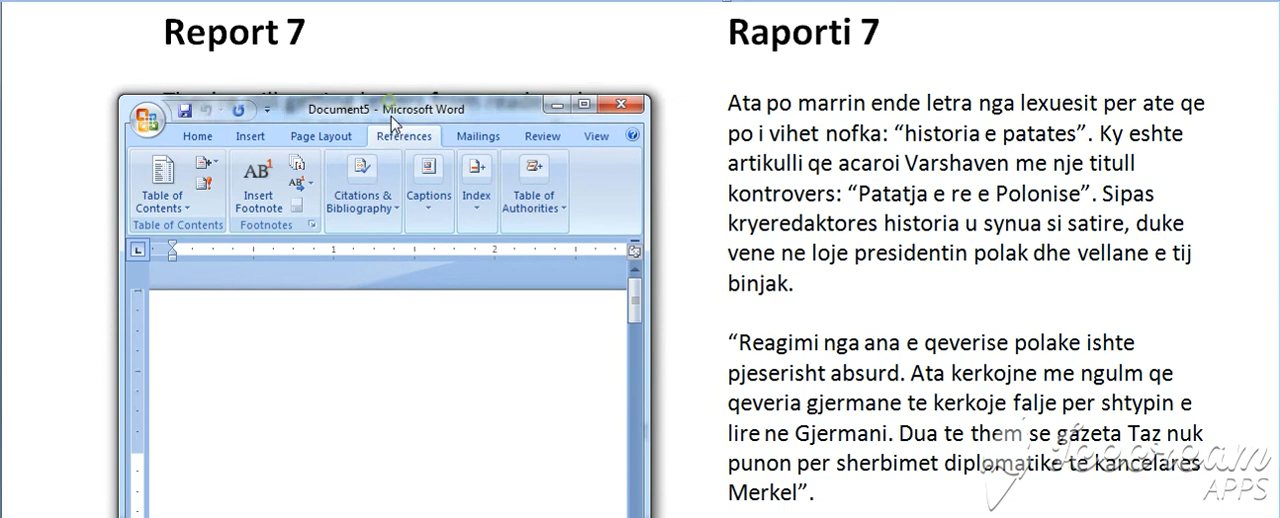 Report 7
Document5 - Microsoft Word
Home Insert Page Layout References Mailings Review View
Table of Contents
Insert Footnote
Citations & Bibliography
Captions
Index
Table of Authorities
Table of Contents
Footnotes
1 2
Raporti 7
Ata po marrin ende letra nga lexuesit per ate qe
po i vihet nofka: “historia e patates”. Ky eshte
artikulli qe acaroi Varshaven me nje titull
kontrovers: “Patatja e re e Polonise”. Sipas
kryeredaktores historia u synua si satire, duke
vene ne loje presidentin polak dhe vellane e tij
binjak.
“Reagimi nga ana e qeverise polake ishte
pjeserisht absurd. Ata kerkojne me ngulm qe
qeveria gjermane te kerkoje falje per shtypin e
lire ne Gjermani. Dua te them se gazeta Taz nuk
punon per sherbimet diplomatike te kancelares
Merkel”.
APPS